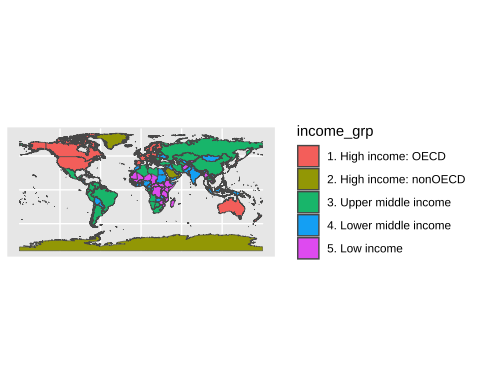 income_grp
1. High income: OECD
2. High income: nonOECD
3. Upper middle income
4. Lower middle income
5. Low income